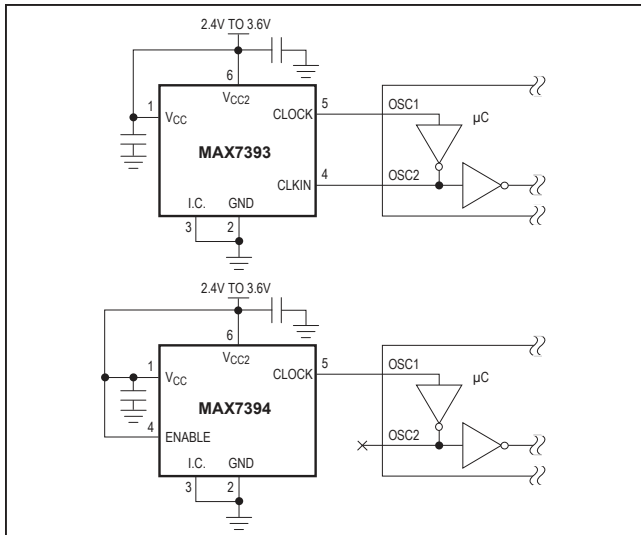 2.4V TO 3.6V
6
VCC2
1
VCC
CLOCK
5
OSC1
µC
MAX7393
CLKIN
4
OSC2
I.C.
GND
3
2
2.4V TO 3.6V
6
VCC2
1
VCC
CLOCK
5
OSC1
µC
MAX7394
4
ENABLE
OSC2
I.C.
GND
3
2